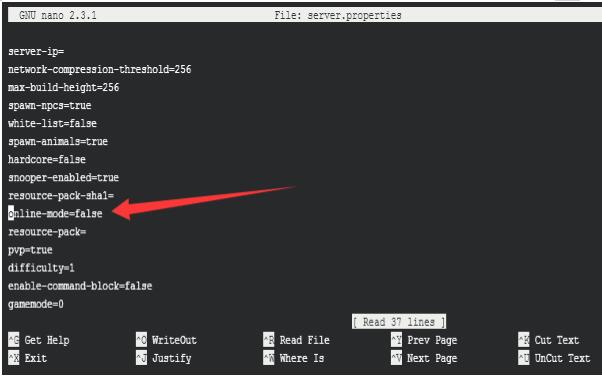 GNU nano 2.3.1 File: server.properties
server-ip=
network-compression-threshold=256
max-build-height=256
spawn-npcs=true
white-list=false
spawn-animals=true
hardcore=false
snooper-enabled=true
resource-pack-sha1=
online-mode=false
resource-pack=
pvp=true
difficulty=1
enable-command-block=false
gamemode=0
[ Read 37 lines ]
^G Get Help ^O WriteOut ^R Read File ^Y Prev Page ^K Cut Text
^X Exit ^J Justify ^W Where Is ^V Next Page ^U UnCut Text